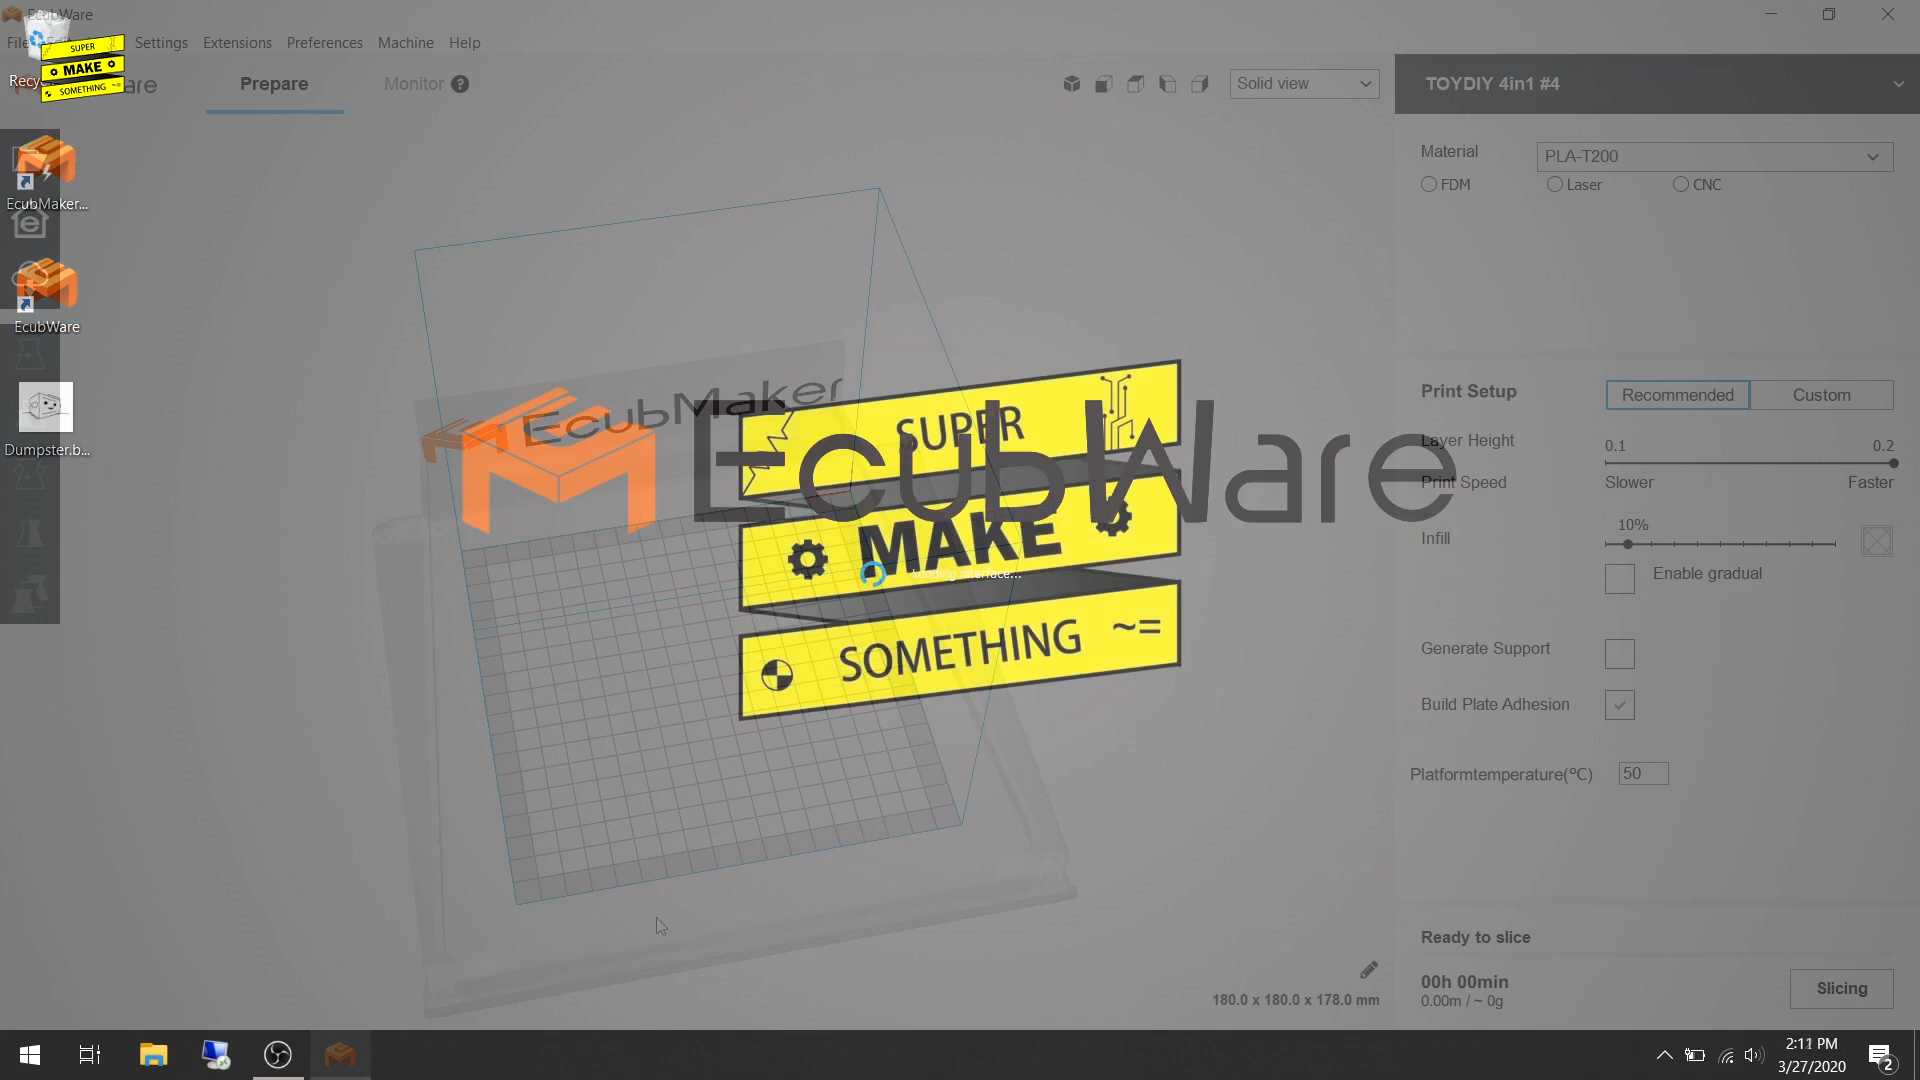 EcubWare
Settings Extensions Preferences Machine Help
SUPER
MAKE
SOMETHING ~=
Prepare
Monitor ?
Solid view
TOYDIY 4in1 #4
EcubMaker...
EcubWare
Dumpster.b...
Material
PLA-T200
FDM
Laser
CNC
EcubMaker
EcubWare
SUPER
MAKE
Loading interface...
SOMETHING ~=
Print Setup
Recommended
Custom
Layer Height
0.1
0.2
Print Speed
Slower
Faster
Infill
10%
Enable gradual
Generate Support
Build Plate Adhesion
Platformtemperature(℃)
50
Ready to slice
00h 00min
0.00m / ~ 0g
Slicing
180.0 x 180.0 x 178.0 mm
2:11 PM
3/27/2020
2